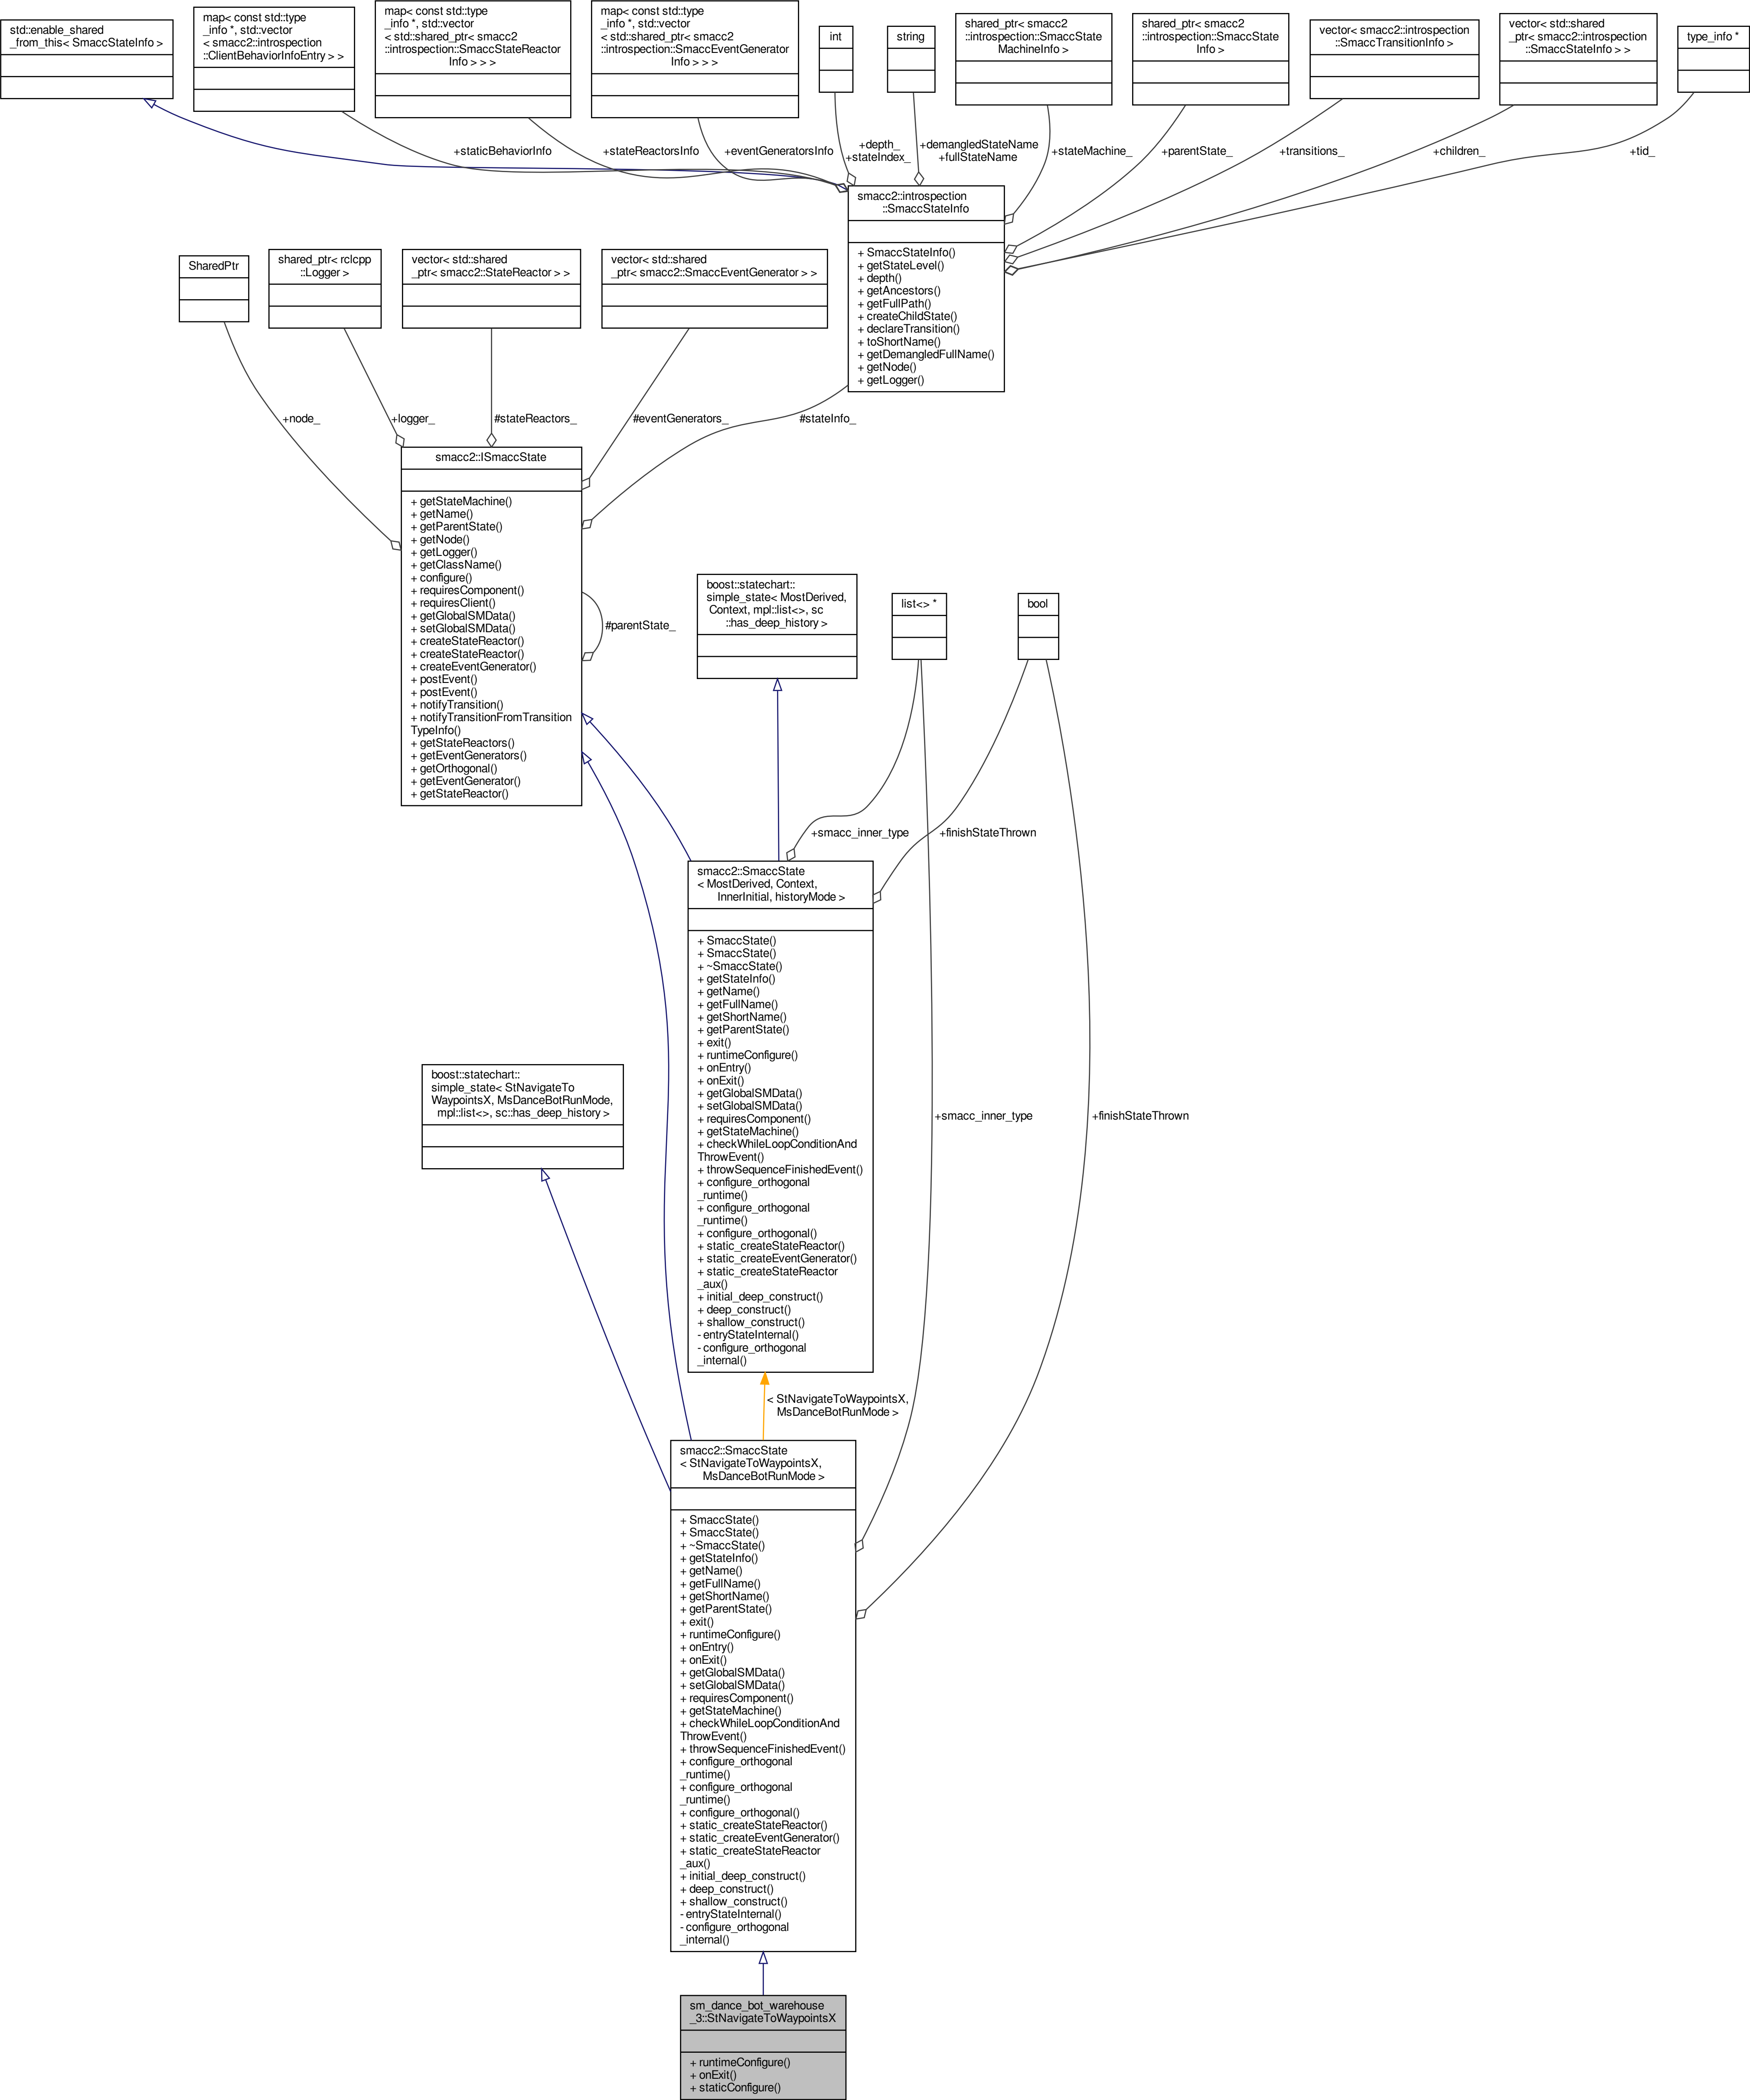 std::enable_shared
_from_this< SmaccStateInfo >
map< const std::type
_info *, std::vector
< smacc2::introspection
::ClientBehaviorInfoEntry > >
map< const std::type
_info *, std::vector
< std::shared_ptr< smacc2
::introspection::SmaccStateReactor
Info > > >
map< const std::type
_info *, std::vector
< std::shared_ptr< smacc2
::introspection::SmaccEventGenerator
Info > > >
int
string
shared_ptr< smacc2
::introspection::SmaccState
MachineInfo >
shared_ptr< smacc2
::introspection::SmaccState
Info >
vector< smacc2::introspection
::SmaccTransitionInfo >
vector< std::shared
_ptr< smacc2::introspection
::SmaccStateInfo > >
type_info *
+staticBehaviorInfo
+stateReactorsInfo
+eventGeneratorsInfo
+depth_
+stateIndex_
+demangledStateName
+fullStateName
+stateMachine_
+parentState_
+transitions_
+children_
+tid_
smacc2::introspection
::SmaccStateInfo
+ SmaccStateInfo()
+ getStateLevel()
+ depth()
+ getAncestors()
+ getFullPath()
+ createChildState()
+ declareTransition()
+ toShortName()
+ getDemangledFullName()
+ getNode()
+ getLogger()
SharedPtr
shared_ptr< rclcpp
::Logger >
vector< std::shared
_ptr< smacc2::StateReactor > >
vector< std::shared
_ptr< smacc2::SmaccEventGenerator > >
+node_
+logger_
#stateReactors_
#eventGenerators_
#stateInfo_
smacc2::ISmaccState
+ getStateMachine()
+ getName()
+ getParentState()
+ getNode()
+ getLogger()
+ getClassName()
+ configure()
+ requiresComponent()
+ requiresClient()
+ getGlobalSMData()
+ setGlobalSMData()
+ createStateReactor()
+ createStateReactor()
+ createEventGenerator()
+ postEvent()
+ postEvent()
+ notifyTransition()
+ notifyTransitionFromTransition
TypeInfo()
+ getStateReactors()
+ getEventGenerators()
+ getOrthogonal()
+ getEventGenerator()
+ getStateReactor()
#parentState_
boost::statechart::
simple_state< MostDerived,
Context, mpl::list<>, sc
::has_deep_history >
list<> *
bool
+smacc_inner_type
+finishStateThrown
smacc2::SmaccState
< MostDerived, Context,
InnerInitial, historyMode >
+ SmaccState()
+ SmaccState()
+ ~SmaccState()
+ getStateInfo()
+ getName()
+ getFullName()
+ getShortName()
+ getParentState()
+ exit()
+ runtimeConfigure()
+ onEntry()
+ onExit()
+ getGlobalSMData()
+ setGlobalSMData()
+ requiresComponent()
+ getStateMachine()
+ checkWhileLoopConditionAnd
ThrowEvent()
+ throwSequenceFinishedEvent()
+ configure_orthogonal
_runtime()
+ configure_orthogonal
_runtime()
+ configure_orthogonal()
+ static_createStateReactor()
+ static_createEventGenerator()
+ static_createStateReactor
_aux()
+ initial_deep_construct()
+ deep_construct()
+ shallow_construct()
- entryStateInternal()
- configure_orthogonal
_internal()
boost::statechart::
simple_state< StNavigateTo
WaypointsX, MsDanceBotRunMode,
mpl::list<>, sc::has_deep_history >
+smacc_inner_type
+finishStateThrown
< StNavigateToWaypointsX,
MsDanceBotRunMode >
smacc2::SmaccState
< StNavigateToWaypointsX,
MsDanceBotRunMode >
+ SmaccState()
+ SmaccState()
+ ~SmaccState()
+ getStateInfo()
+ getName()
+ getFullName()
+ getShortName()
+ getParentState()
+ exit()
+ runtimeConfigure()
+ onEntry()
+ onExit()
+ getGlobalSMData()
+ setGlobalSMData()
+ requiresComponent()
+ getStateMachine()
+ checkWhileLoopConditionAnd
ThrowEvent()
+ throwSequenceFinishedEvent()
+ configure_orthogonal
_runtime()
+ configure_orthogonal
_runtime()
+ configure_orthogonal()
+ static_createStateReactor()
+ static_createEventGenerator()
+ static_createStateReactor
_aux()
+ initial_deep_construct()
+ deep_construct()
+ shallow_construct()
- entryStateInternal()
- configure_orthogonal
_internal()
sm_dance_bot_warehouse
_3::StNavigateToWaypointsX
+ runtimeConfigure()
+ onExit()
+ staticConfigure()